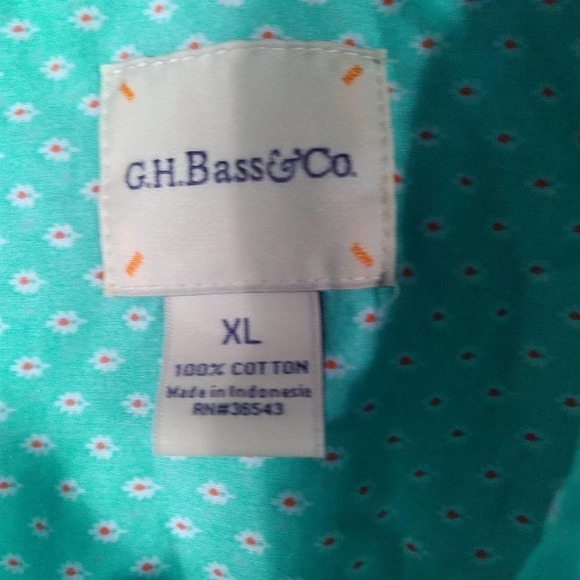 G.H.Bass&Co.
XL
100% COTTON
Made in Indonesia
RN#36543